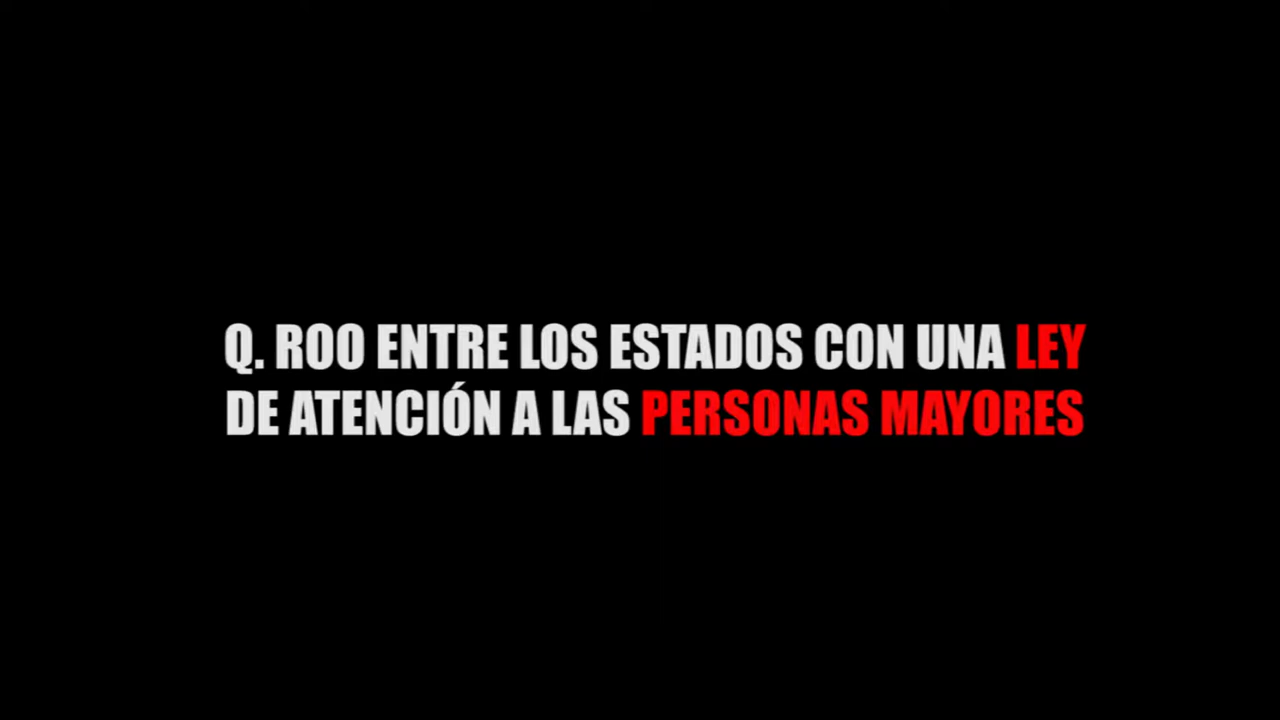 Q. ROO ENTRE LOS ESTADOS CON UNA LEY
DE ATENCIÓN A LAS PERSONAS MAYORES